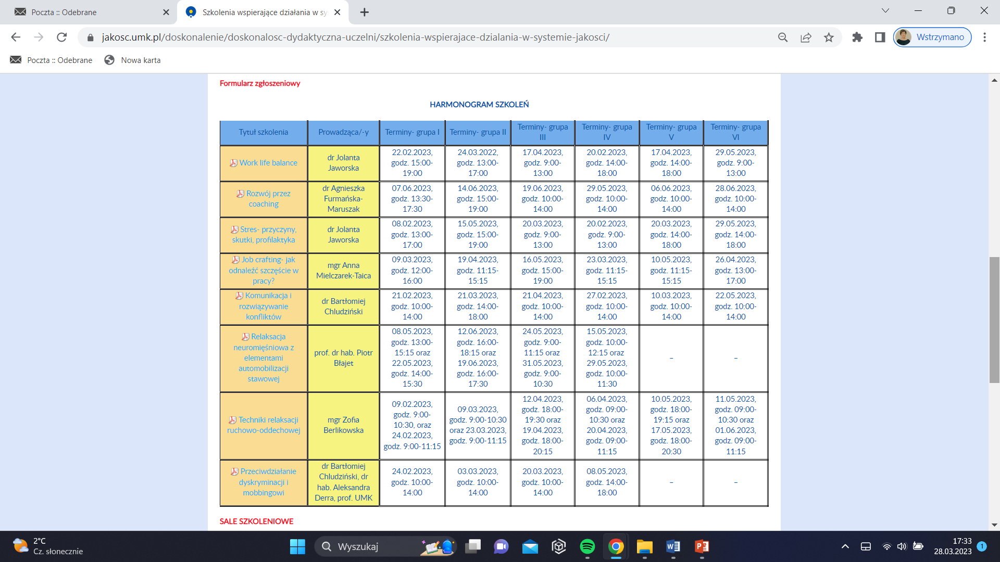 Poczta :: Odebrane
Szkolenia wspierające działania w sy
jakosc.umk.pl/doskonalenie/doskonalosc-dydaktyczna-uczelni/szkolenia-wspierajace-dzialania-w-systemie-jakosci/
Wstrzymano
Poczta :: Odebrane
Nowa karta
Formularz zgłoszeniowy
HARMONOGRAM SZKOLEŃ
Tytuł szkolenia
Prowadząca/-y
Terminy- grupa I
Terminy- grupa II
Terminy- grupa
III
Terminy- grupa
IV
Terminy- grupa
V
Terminy- grupa
VI
Work life balance
dr Jolanta
Jaworska
22.02.2023,
godz. 15:00-
19:00
24.03.2022,
godz. 13:00-
17:00
17.04.2023,
godz. 9:00-
13:00
20.02.2023,
godz. 14:00-
18:00
17.04.2023,
godz. 14:00-
18:00
29.05.2023,
godz. 9:00-
13:00
Rozwój przez
coaching
dr Agnieszka
Furmańska-
Maruszak
07.06.2023,
godz. 13:30-
17:30
14.06.2023,
godz. 15:00-
19:00
19.06.2023,
godz. 10:00-
14:00
29.05.2023,
godz. 10:00-
14:00
06.06.2023,
godz. 10:00-
14:00
28.06.2023,
godz. 10:00-
14:00
Stres- przyczyny,
skutki, profilaktyka
dr Jolanta
Jaworska
08.02.2023,
godz. 13:00-
17:00
15.05.2023,
godz. 15:00-
19:00
20.03.2023,
godz. 9:00-
13:00
20.02.2023,
godz. 9:00-
13:00
20.03.2023,
godz. 14:00-
18:00
29.05.2023,
godz. 14:00-
18:00
Job crafting- jak
odnaleźć szczęście w
pracy?
mgr Anna
Mielczarek-Taica
09.03.2023,
godz. 12:00-
16:00
19.04.2023,
godz. 11:15-
15:15
16.05.2023,
godz. 15:00-
19:00
23.03.2023,
godz. 11:15-
15:15
10.05.2023,
godz. 11:15-
15:15
26.04.2023,
godz. 13:00-
17:00
Komunikacja i
rozwiązywanie
konfliktów
dr Bartłomiej
Chludziński
21.02.2023,
godz. 10:00-
14:00
21.03.2023,
godz. 14:00-
18:00
21.04.2023,
godz. 10:00-
14:00
27.02.2023,
godz. 10:00-
14:00
10.03.2023,
godz. 10:00-
14:00
22.05.2023,
godz. 10:00-
14:00
Relaksacja
neuromięśniowa z
elementami
automobilizacji
stawowej
prof. dr hab. Piotr
Błajet
08.05.2023,
godz. 13:00-
15:15 oraz
22.05.2023,
godz. 14:00-
15:30
12.06.2023,
godz. 16:00-
18:15 oraz
19.06.2023,
godz. 16:00-
17:30
24.05.2023,
godz. 9:00-
11:15 oraz
31.05.2023,
godz. 9:00-
10:30
15.05.2023,
godz. 10:00-
12:15 oraz
29.05.2023,
godz. 10:00-
11:30
–
–
Techniki relaksacji
ruchowo-oddechowej
mgr Zofia
Berlikowska
09.02.2023,
godz. 9:00-
10:30, oraz
24.02.2023,
godz. 9:00-11:15
09.03.2023,
godz. 9:00-10:30
oraz 23.03.2023,
godz. 9:00-11:15
12.04.2023,
godz. 18:00-
19:30 oraz
19.04.2023,
godz. 18:00-
20:15
06.04.2023,
godz. 09:00-
10:30 oraz
20.04.2023,
godz. 09:00-
11:15
10.05.2023,
godz. 18:00-
19:15 oraz
17.05.2023,
godz. 18:00-
20:30
11.05.2023,
godz. 09:00-
10:30 oraz
01.06.2023,
godz. 09:00-
11:15
Przeciwdziałanie
dyskryminacji i
mobbingowi
dr Bartłomiej
Chludziński, dr
hab. Aleksandra
Derra, prof. UMK
24.02.2023,
godz. 10:00-
14:00
03.03.2023,
godz. 10:00-
14:00
20.03.2023,
godz. 10:00-
14:00
08.05.2023,
godz. 14:00-
18:00
–
–
SALE SZKOLENIOWE
2°C
Cz. słonecznie
Wyszukaj
17:33
28.03.2023
1